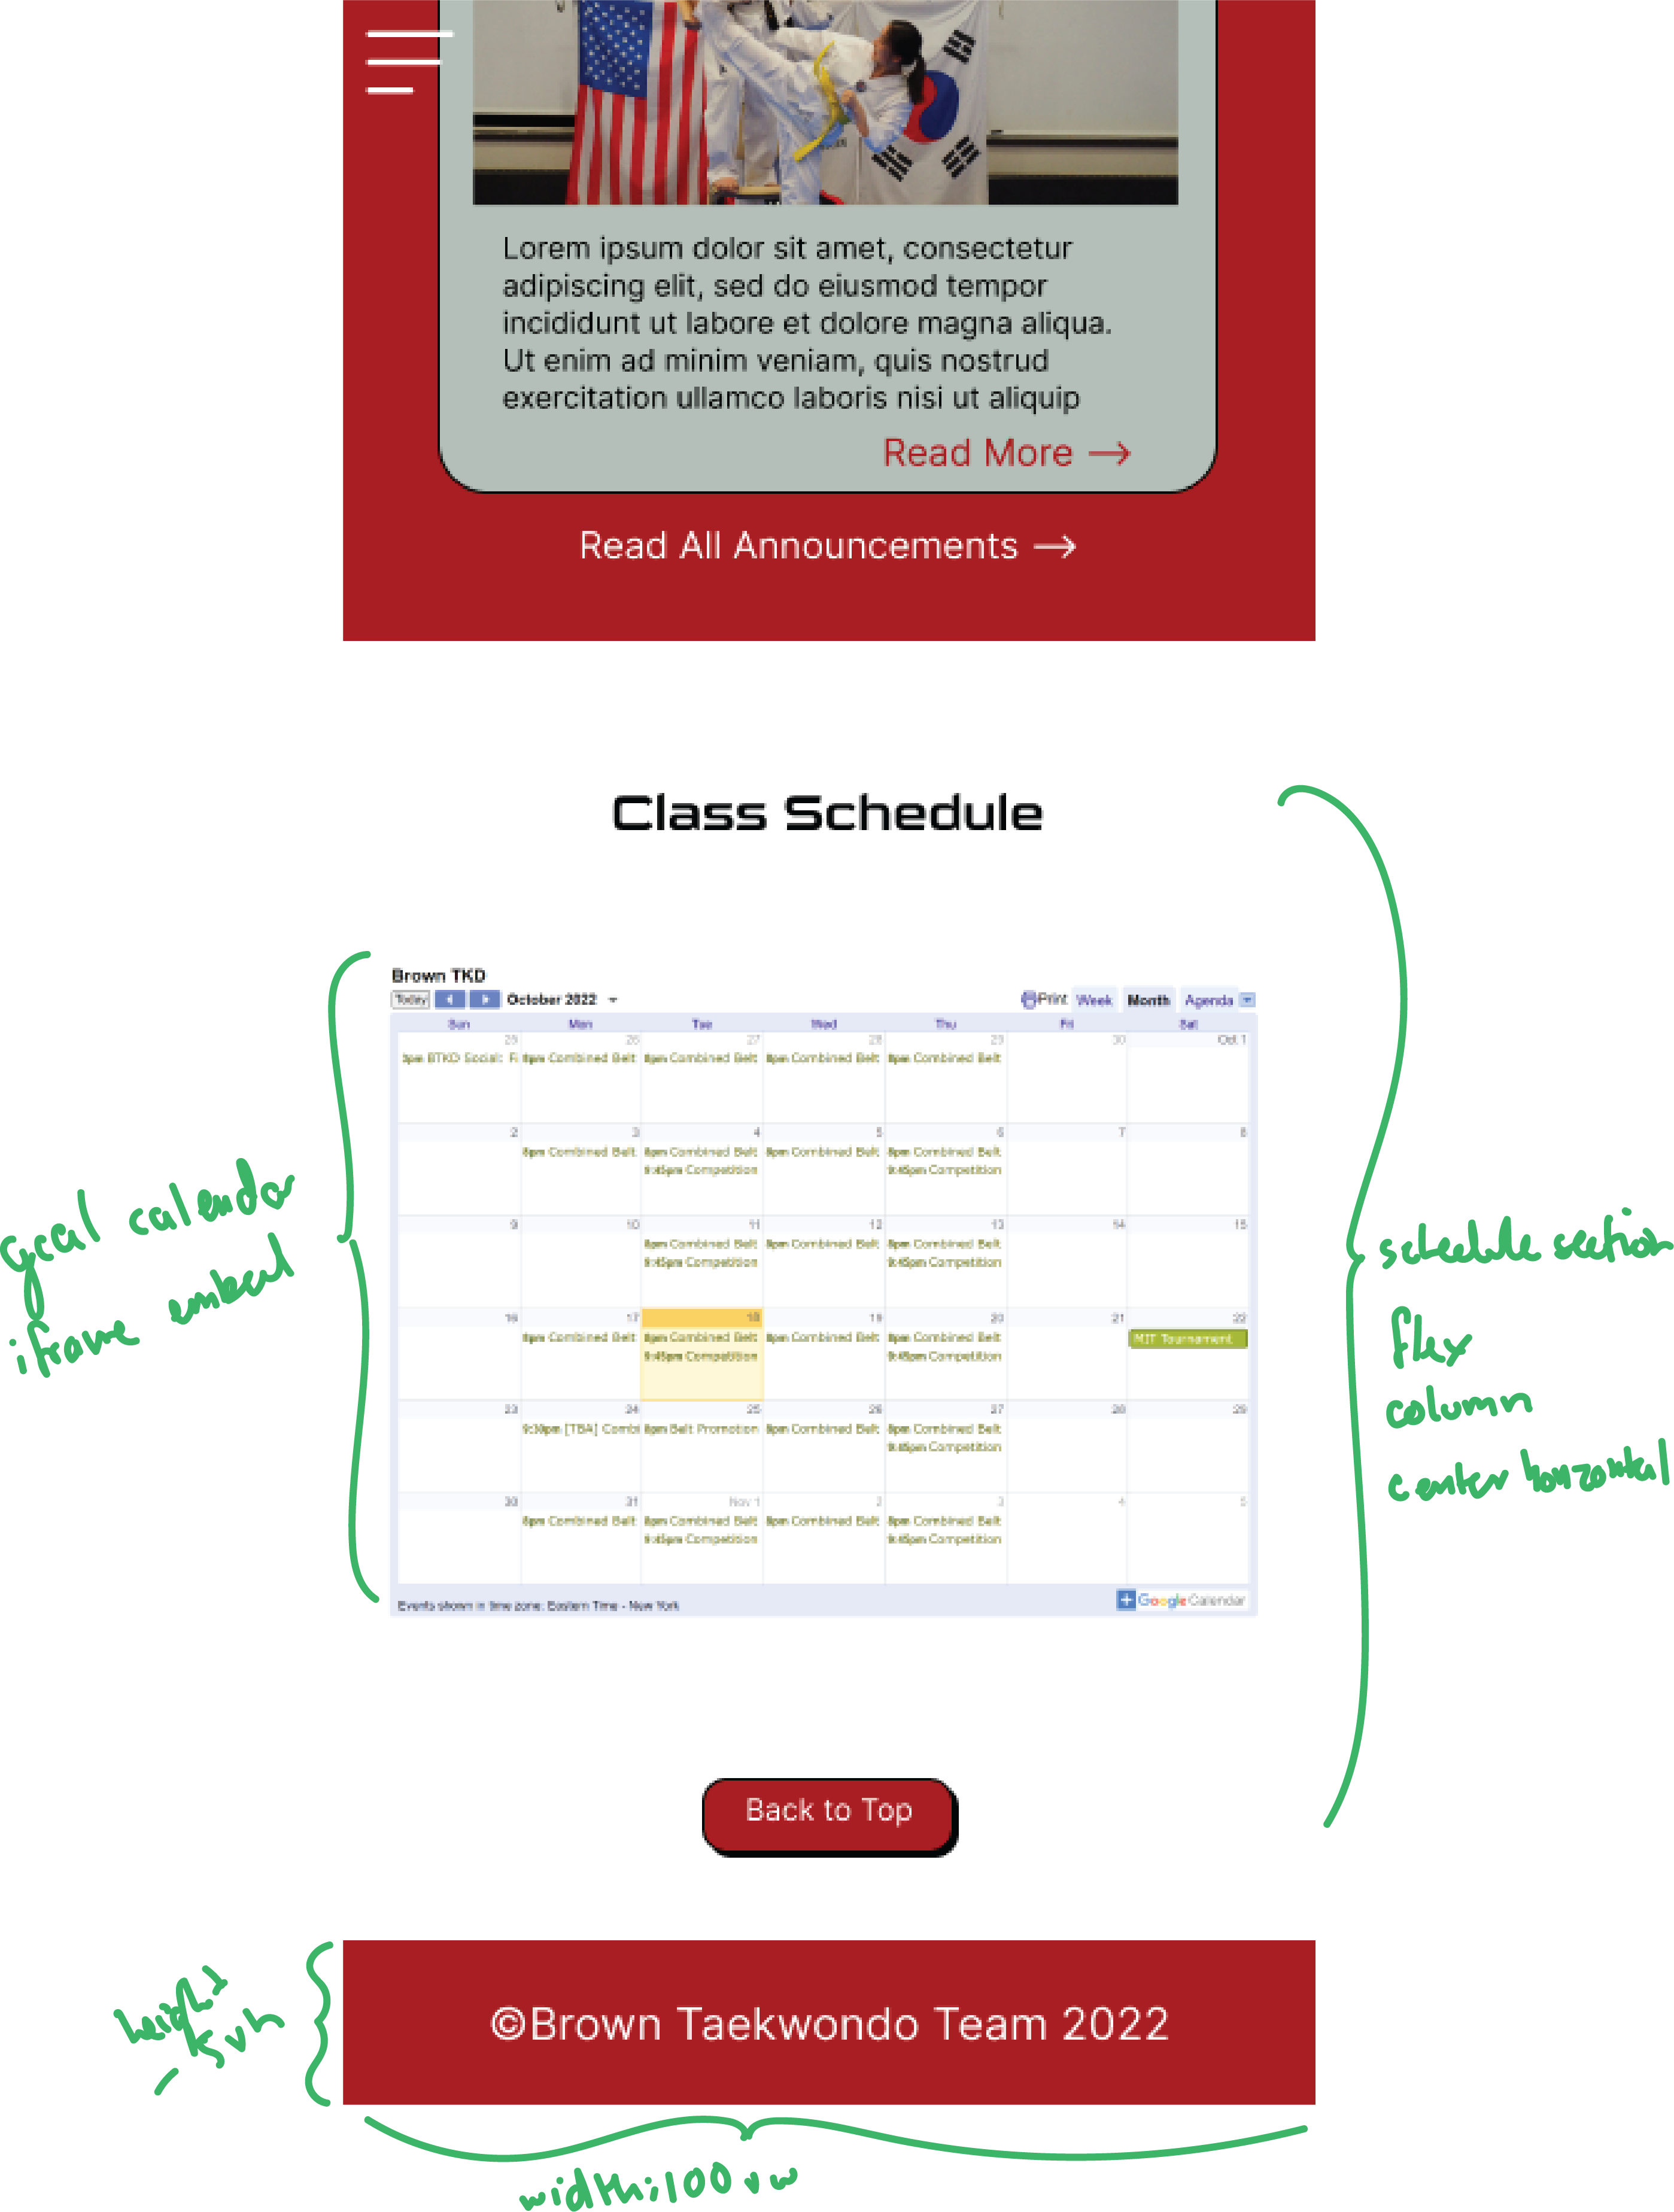 Lorem ipsum dolor sit amet, consectetur
adipiscing elit, sed do eiusmod tempor
incididunt ut labore et dolore magna aliqua.
Ut enim ad minim veniam, quis nostrud
exercitation ullamco laboris nisi ut aliquip
Read More →
Read All Announcements →
Class Schedule
Brown TKD
Today October 2022 Print Week Month Agenda
Sun Mon Tue Wed Thu Fri Sat
25 26 27 28 29 30 Oct 1
3pm BTKD Social: Fi 8pm Combined Belt 8pm Combined Belt 8pm Combined Belt 8pm Combined Belt
2 3 4 5 6 7 8
8pm Combined Belt 8pm Combined Belt 8pm Combined Belt 8pm Combined Belt
9:45pm Competition 9:45pm Competition
9 10 11 12 13 14 15
8pm Combined Belt 8pm Combined Belt 8pm Combined Belt
9:45pm Competition 9:45pm Competition
16 17 18 19 20 21 22
8pm Combined Belt 8pm Combined Belt 8pm Combined Belt 8pm Combined Belt MIT Tournament
9:45pm Competition 9:45pm Competition
23 24 25 26 27 28 29
9:30pm [TBA] Combi 8pm Belt Promotion 8pm Combined Belt 8pm Combined Belt
9:45pm Competition
30 31 Nov 1 2 3 4 5
8pm Combined Belt 8pm Combined Belt 8pm Combined Belt 8pm Combined Belt
9:45pm Competition 9:45pm Competition
Events shown in time zone: Eastern Time - New York
Google Calendar
gcal calendar
iframe embed
schedule section
flex
column
center horizontal
Back to Top
©Brown Taekwondo Team 2022
height
width: 100 vw